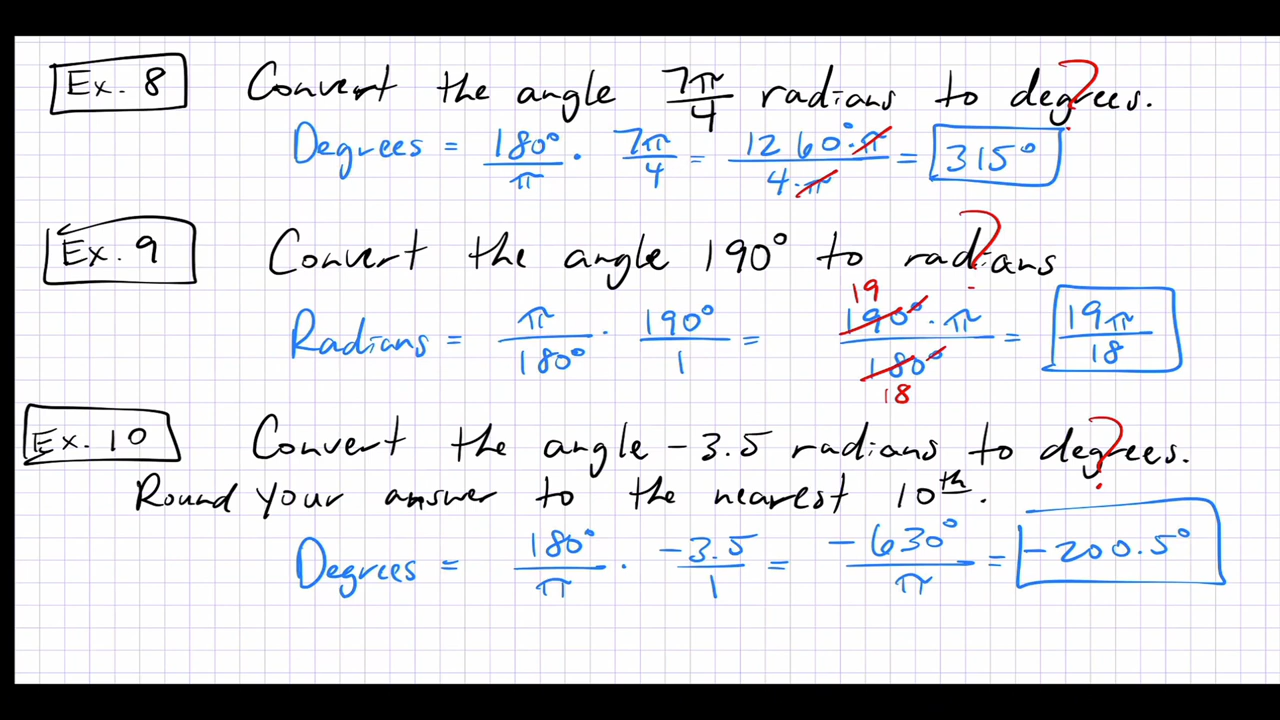 Ex. 8 Convert the angle 7π/4 radians to degrees. ?
Degrees = 180°/π · 7π/4 = 1260°·π/4·π = 315°
Ex. 9 Convert the angle 190° to radians ?
Radians = π/180° · 190°/1 = 19 190°·π/180° 18 = 19π/18
Ex. 10 Convert the angle -3.5 radians to degrees. ?
Round your answer to the nearest 10th.
Degrees = 180°/π · -3.5/1 = -630°/π = -200.5°